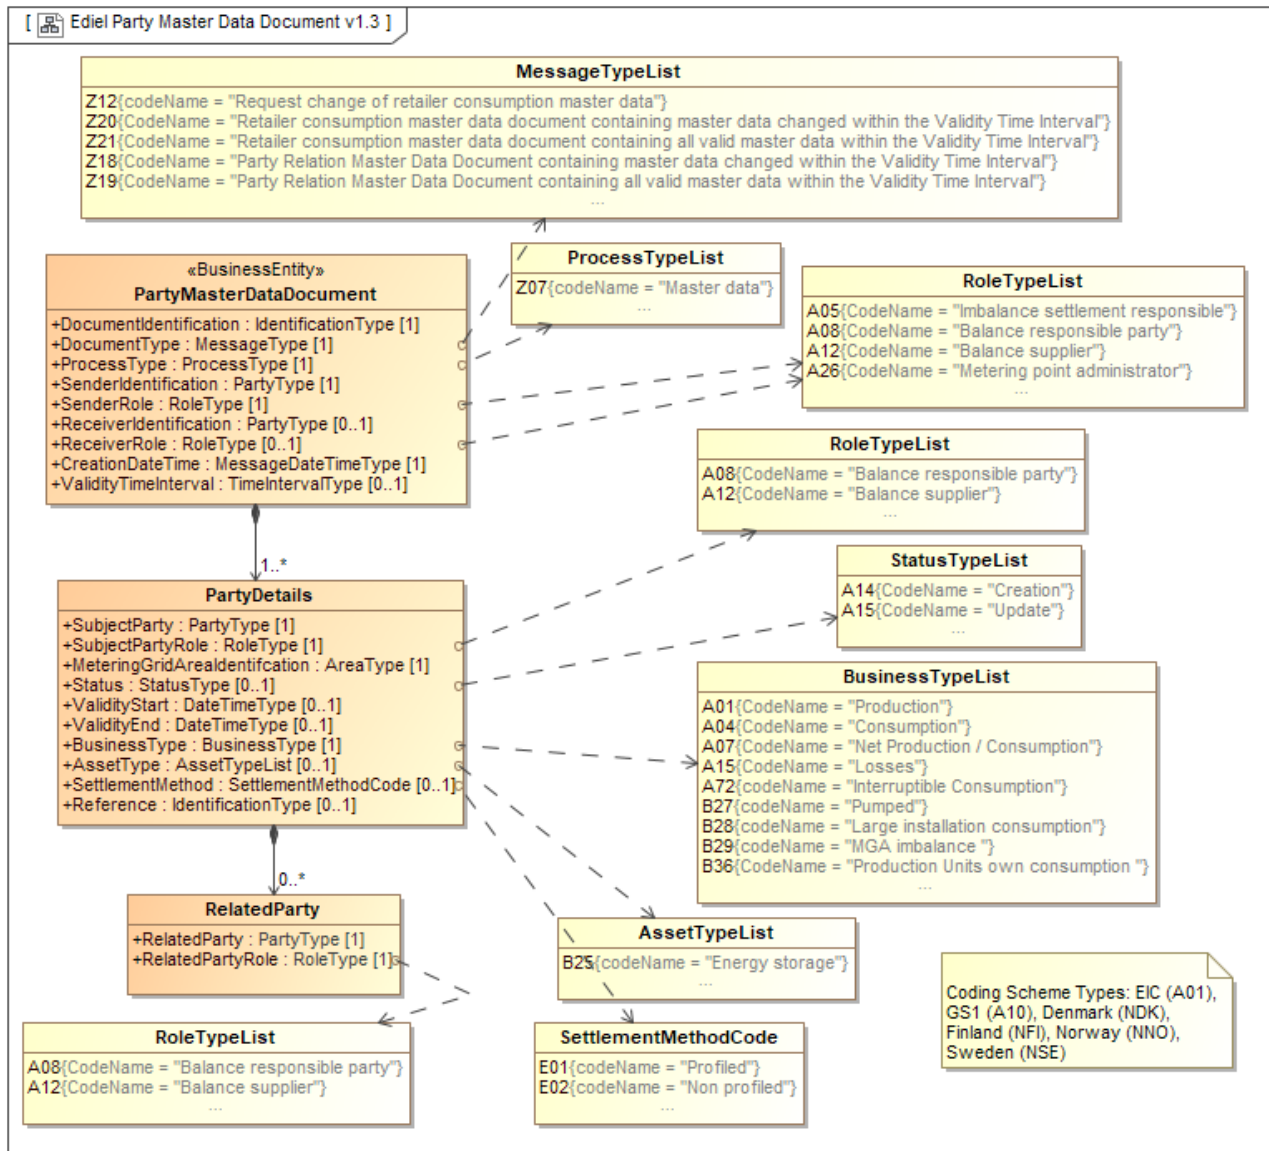 [ Ediel Party Master Data Document v1.3 ]
MessageTypeList
Z12{codeName = "Request change of retailer consumption master data"}
Z20{CodeName = "Retailer consumption master data document containing master data changed within the Validity Time Interval"}
Z21{CodeName = "Retailer consumption master data document containing all valid master data within the Validity Time Interval"}
Z18{CodeName = "Party Relation Master Data Document containing master data changed within the Validity Time Interval"}
Z19{CodeName = "Party Relation Master Data Document containing all valid master data within the Validity Time Interval"}
...
«BusinessEntity»
PartyMasterDataDocument
+DocumentIdentification : IdentificationType [1]
+DocumentType : MessageType [1]
+ProcessType : ProcessType [1]
+SenderIdentification : PartyType [1]
+SenderRole : RoleType [1]
+ReceiverIdentification : PartyType [0..1]
+ReceiverRole : RoleType [0..1]
+CreationDateTime : MessageDateTimeType [1]
+ValidityTimeInterval : TimeIntervalType [0..1]
ProcessTypeList
Z07{codeName = "Master data"}
...
RoleTypeList
A05{CodeName = "Imbalance settlement responsible"}
A08{CodeName = "Balance responsible party"}
A12{CodeName = "Balance supplier"}
A26{CodeName = "Metering point administrator"}
...
RoleTypeList
A08{CodeName = "Balance responsible party"}
A12{CodeName = "Balance supplier"}
...
1..*
PartyDetails
+SubjectParty : PartyType [1]
+SubjectPartyRole : RoleType [1]
+MeteringGridAreaIdentifcation : AreaType [1]
+Status : StatusType [0..1]
+ValidityStart : DateTimeType [0..1]
+ValidityEnd : DateTimeType [0..1]
+BusinessType : BusinessType [1]
+AssetType : AssetTypeList [0..1]
+SettlementMethod : SettlementMethodCode [0..1]
+Reference : IdentificationType [0..1]
StatusTypeList
A14{CodeName = "Creation"}
A15{CodeName = "Update"}
...
BusinessTypeList
A01{CodeName = "Production"}
A04{CodeName = "Consumption"}
A07{CodeName = "Net Production / Consumption"}
A15{CodeName = "Losses"}
A72{CodeName = "Interruptible Consumption"}
B27{codeName = "Pumped"}
B28{codeName = "Large installation consumption"}
B29{codeName = "MGA imbalance "}
B36{CodeName = "Production Units own consumption "}
...
0..*
RelatedParty
+RelatedParty : PartyType [1]
+RelatedPartyRole : RoleType [1]
AssetTypeList
B25{codeName = "Energy storage"}
...
Coding Scheme Types: EIC (A01),
GS1 (A10), Denmark (NDK),
Finland (NFI), Norway (NNO),
Sweden (NSE)
RoleTypeList
A08{CodeName = "Balance responsible party"}
A12{CodeName = "Balance supplier"}
...
SettlementMethodCode
E01{codeName = "Profiled"}
E02{codeName = "Non profiled"}
...